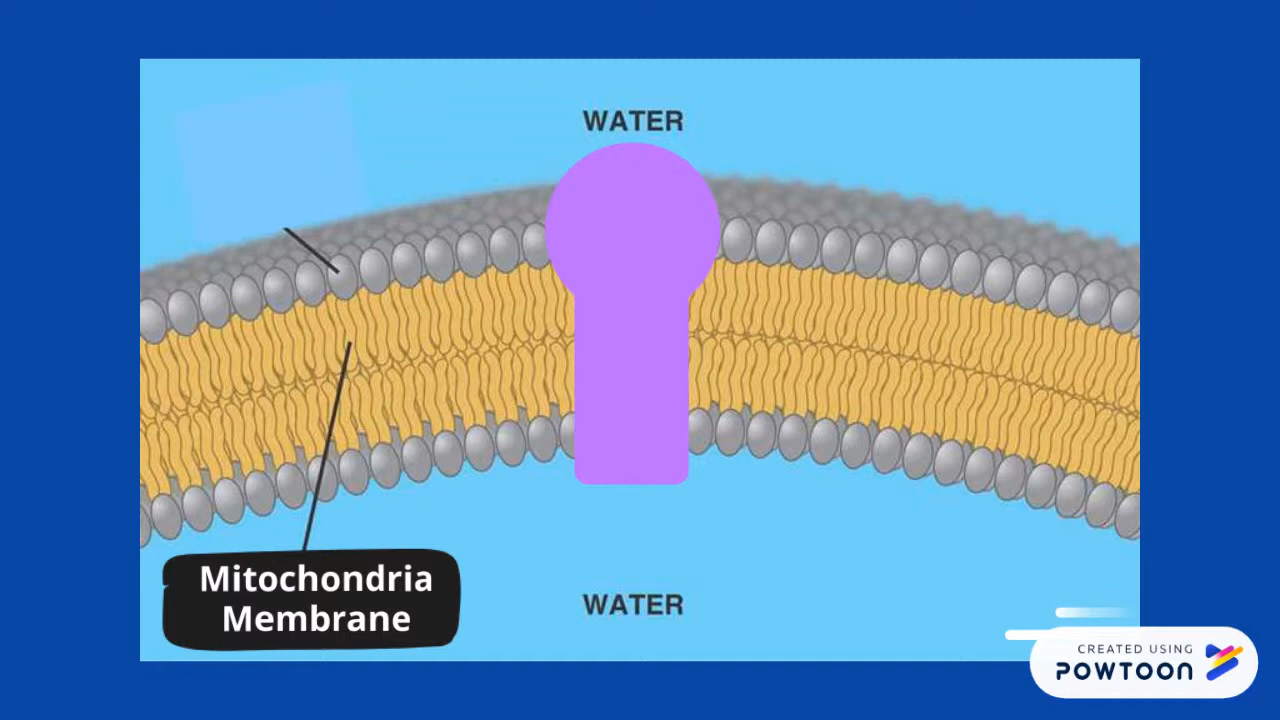 WATER
Mitochondria
Membrane
WATER
CREATED USING
POWTOON